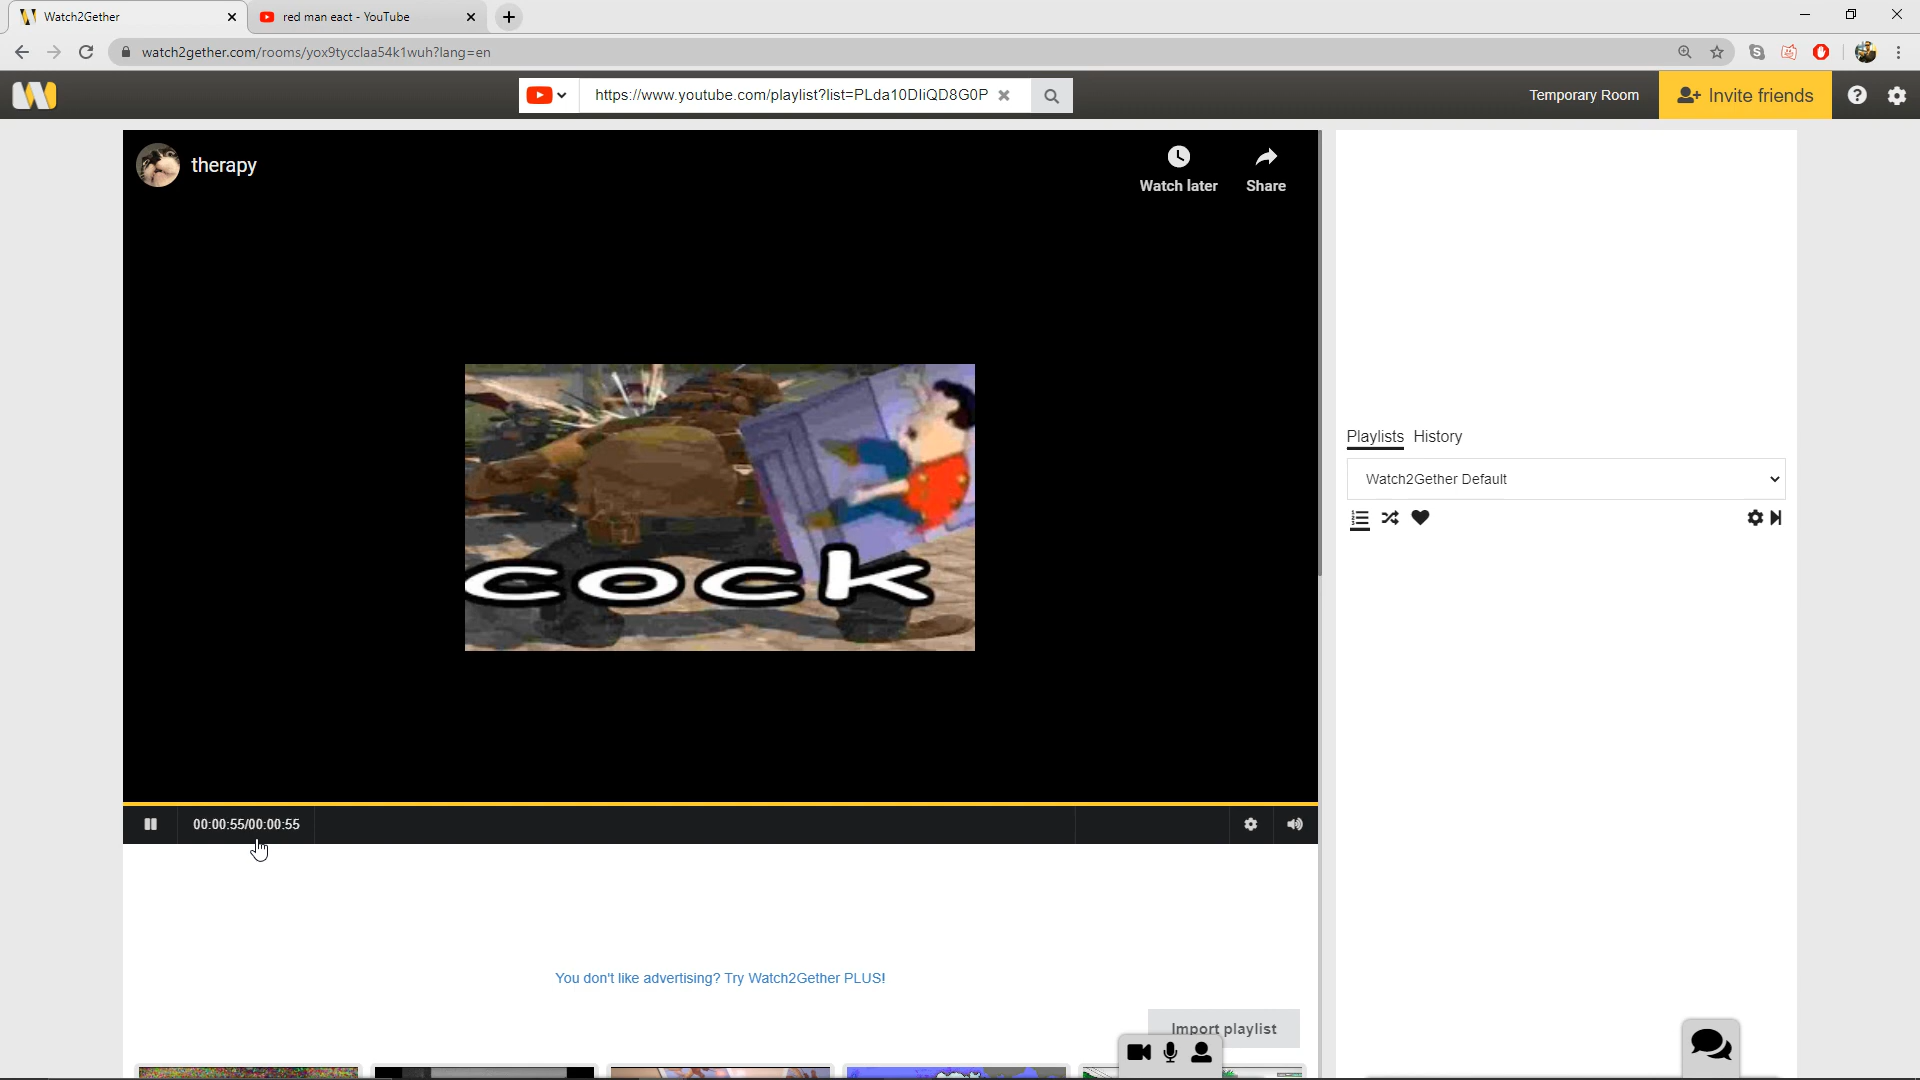 Watch2Gether
red man eact - YouTube
watch2gether.com/rooms/yox9tycclaa54k1wuh?lang=en
https://www.youtube.com/playlist?list=PLda10DIiQD8G0P
Temporary Room
Invite friends
therapy
Watch later
Share
cock
Playlists History
Watch2Gether Default
00:00:55/00:00:55
You don't like advertising? Try Watch2Gether PLUS!
Import playlist